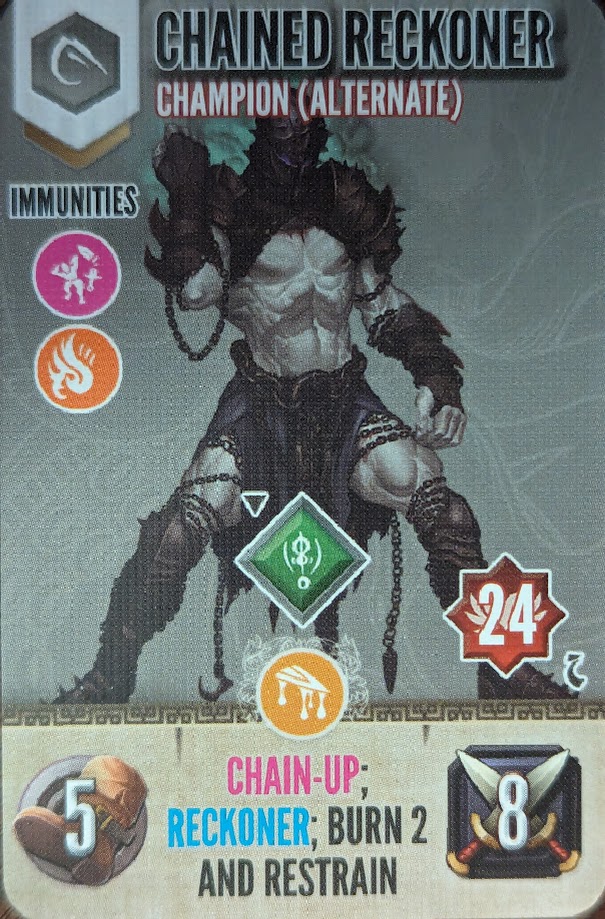 CHAINED RECKONER
CHAMPION (ALTERNATE)
IMMUNITIES
24
5
CHAIN-UP;
RECKONER; BURN 2
AND RESTRAIN
8